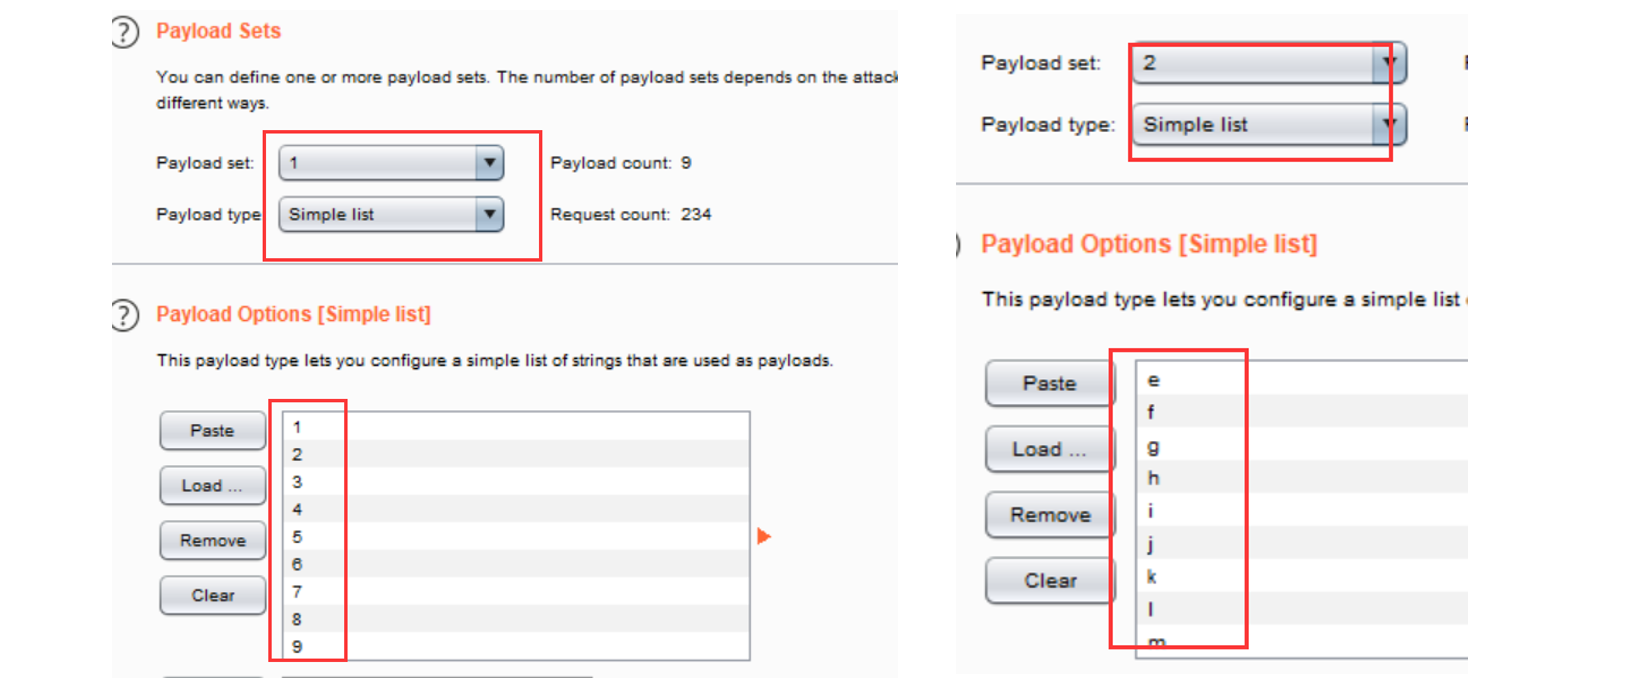 ? Payload Sets
You can define one or more payload sets. The number of payload sets depends on the attack
different ways.
Payload set: 1 Payload count: 9
Payload type Simple list Request count: 234
? Payload Options [Simple list]
This payload type lets you configure a simple list of strings that are used as payloads.
Paste
Load ...
Remove
Clear
1
2
3
4
5
6
7
8
9
Payload set: 2
Payload type: Simple list
Payload Options [Simple list]
This payload type lets you configure a simple list
Paste
Load ...
Remove
Clear
e
f
g
h
i
j
k
l
m